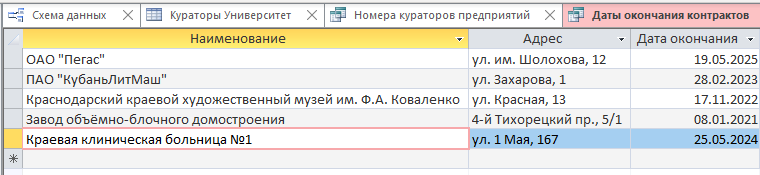 Схема данных Кураторы Университет Номера кураторов предприятий Даты окончания контрактов
Наименование Адрес Дата окончания
ОАО "Пегас" ул. им. Шолохова, 12 19.05.2025
ПАО "КубаньЛитМаш" ул. Захарова, 1 28.02.2023
Краснодарский краевой художественный музей им. Ф.А. Коваленко ул. Красная, 13 17.11.2022
Завод объёмно-блочного домостроения 4-й Тихорецкий пр., 5/1 08.01.2021
Краевая клиническая больница №1 ул. 1 Мая, 167 25.05.2024